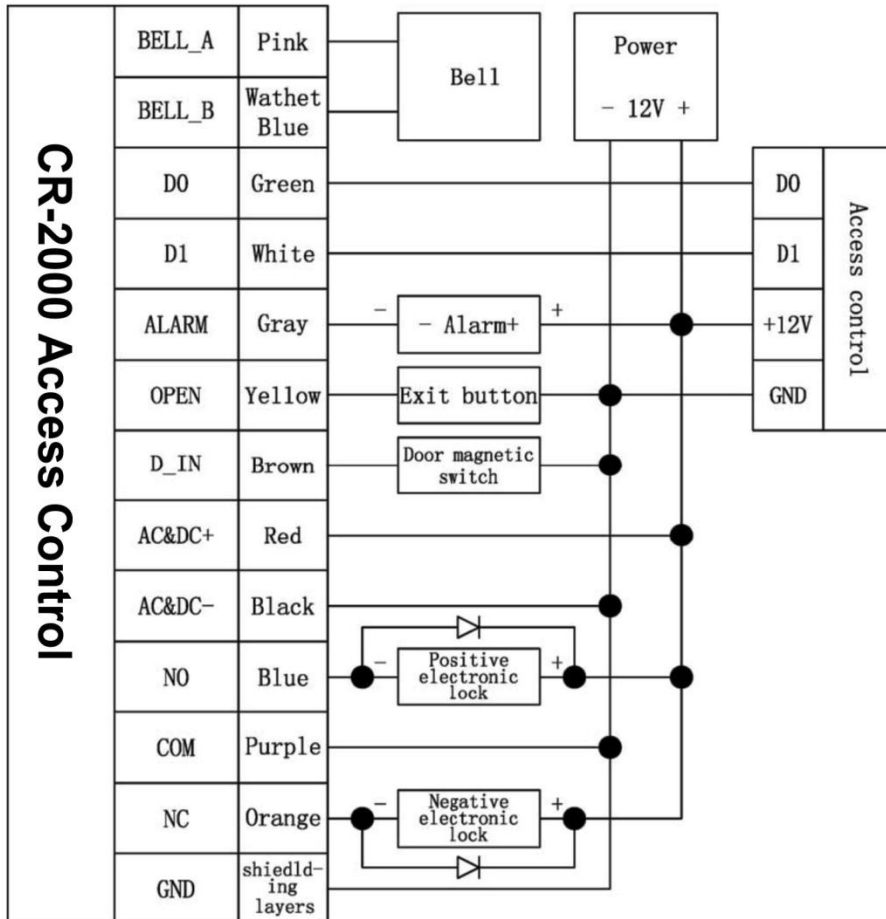 CR-2000 Access Control
BELL_A Pink
BELL_B Wathet
Blue
Bell
Power
- 12V +
D0 Green
D0
D1 White
D1
ALARM Gray
-
- Alarm+
+
+12V
OPEN Yellow
Exit button
GND
Access control
D_IN Brown
Door magnetic
switch
AC&DC+ Red
AC&DC- Black
NO Blue
-
Positive
electronic
lock
+
COM Purple
NC Orange
-
Negative
electronic
lock
+
GND
shiedld-
ing
layers